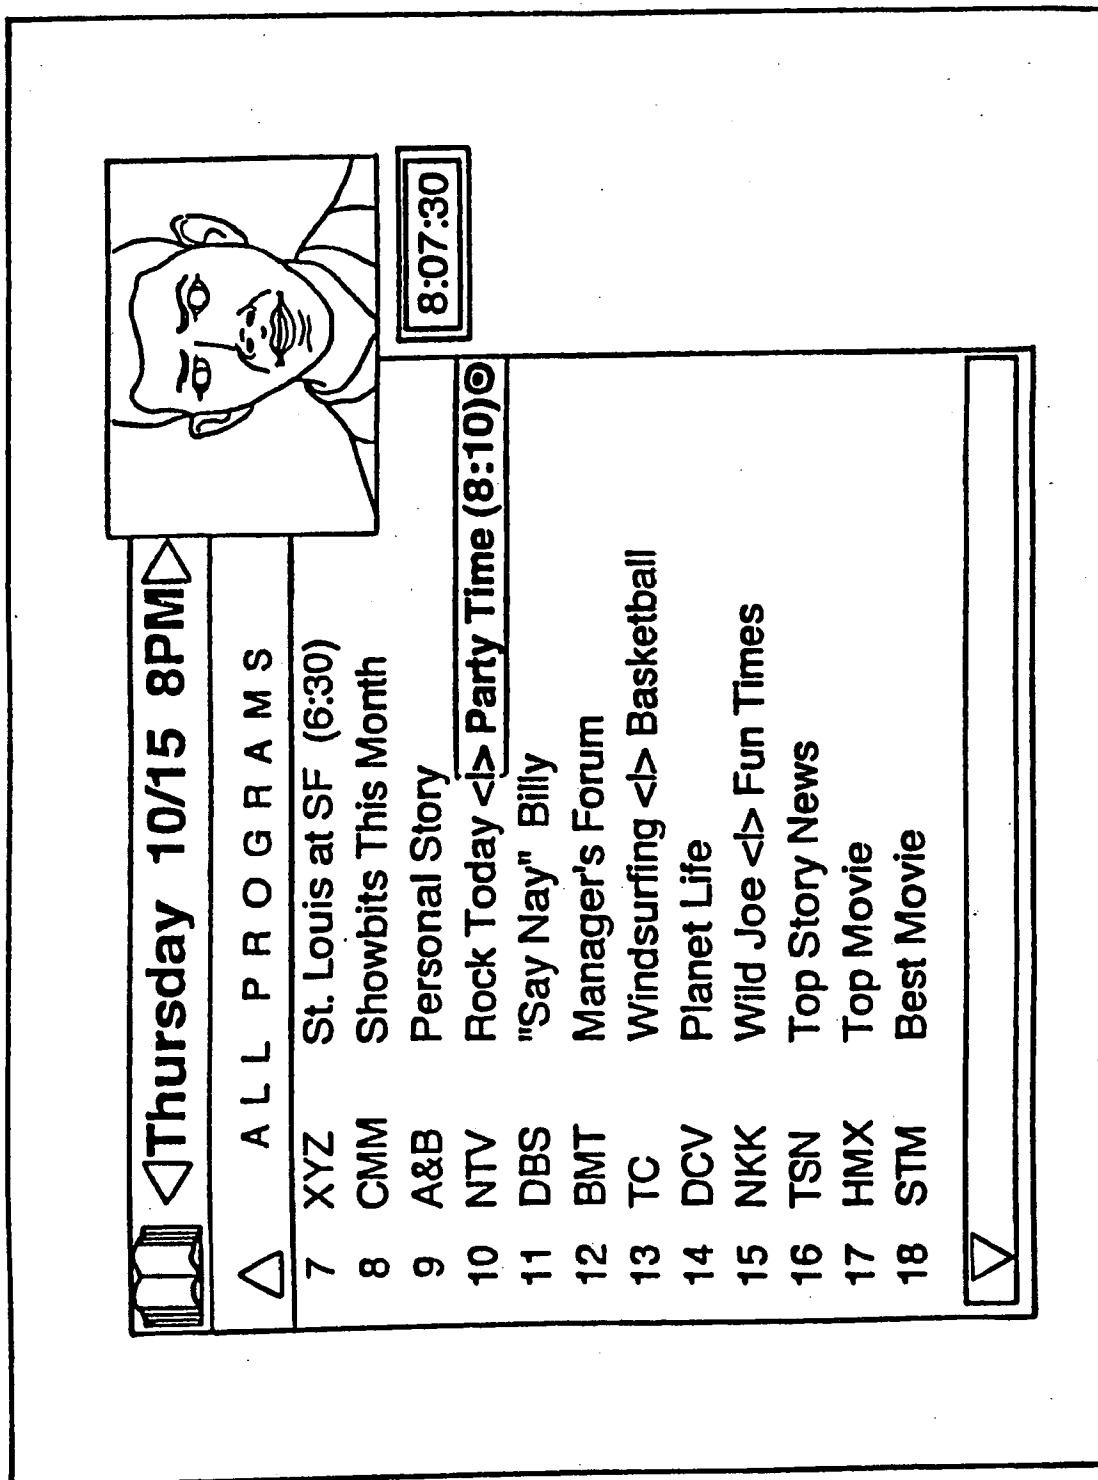 Thursday 10/15 8PM
ALL PROGRAMS
8:07:30
7 XYZ St. Louis at SF (6:30)
8 CMM Showbits This Month
9 A&B Personal Story
10 NTV Rock Today <I> Party Time (8:10)
11 DBS "Say Nay" Billy
12 BMT Manager's Forum
13 TC Windsurfing <I> Basketball
14 DCV Planet Life
15 NKK Wild Joe <I> Fun Times
16 TSN Top Story News
17 HMX Top Movie
18 STM Best Movie